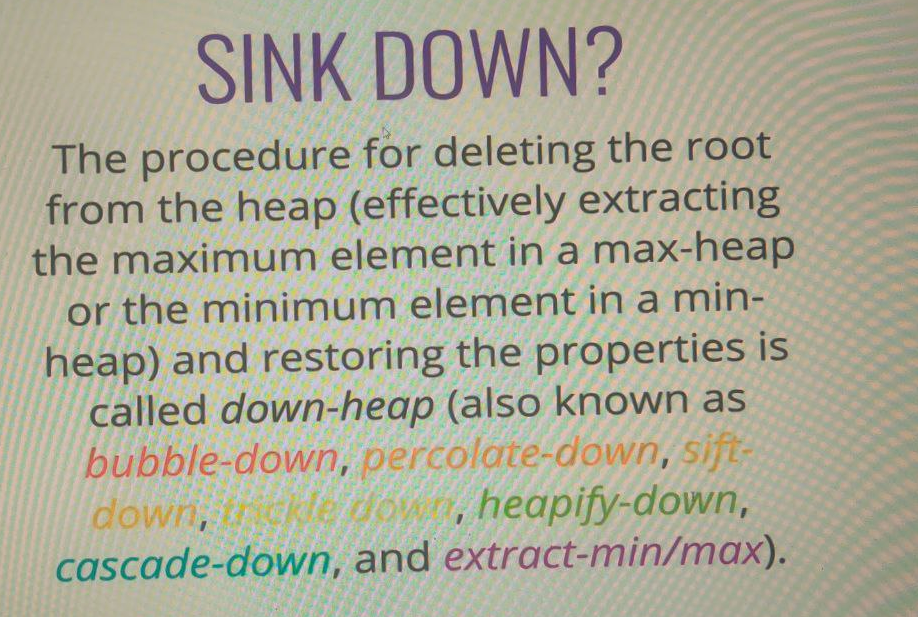 SINK DOWN?
The procedure for deleting the root
from the heap (effectively extracting
the maximum element in a max-heap
or the minimum element in a min-
heap) and restoring the properties is
called down-heap (also known as
bubble-down, percolate-down, sift-
down, trickle down, heapify-down,
cascade-down, and extract-min/max).